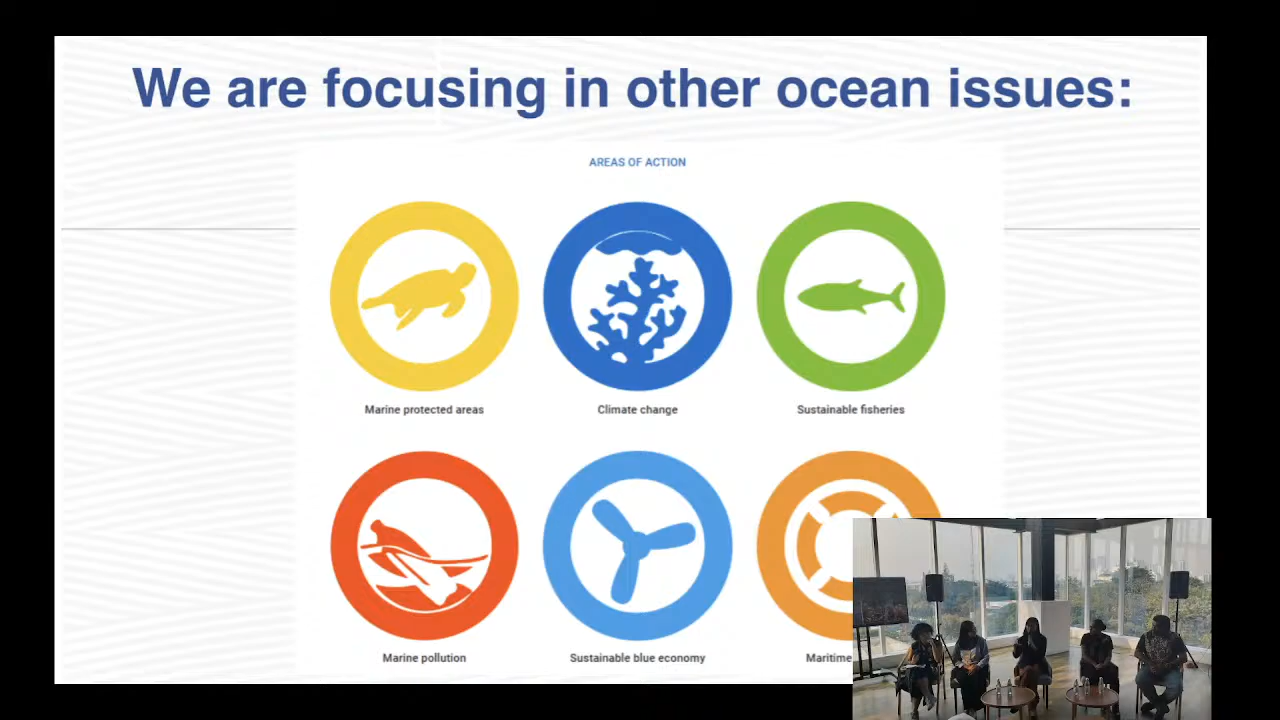 We are focusing in other ocean issues:
AREAS OF ACTION
Marine protected areas
Climate change
Sustainable fisheries
Marine pollution
Sustainable blue economy
Maritime